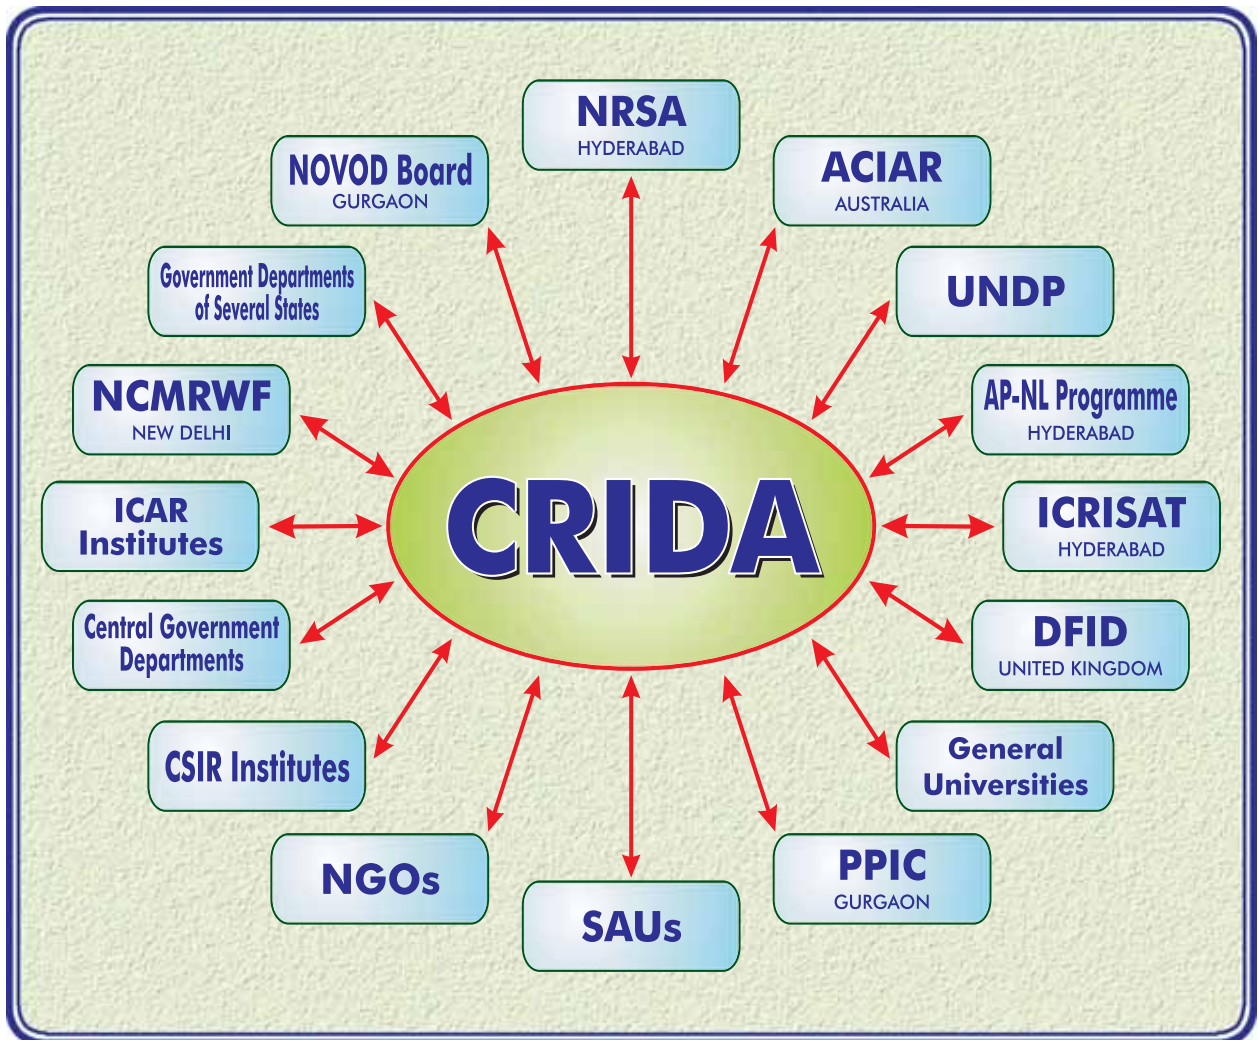 NRSA
HYDERABAD
NOVOD Board
GURGAON
ACIAR
AUSTRALIA
Government Departments
of Several States
UNDP
NCMRWF
NEW DELHI
AP-NL Programme
HYDERABAD
CRIDA
ICAR
Institutes
ICRISAT
HYDERABAD
Central Government
Departments
DFID
UNITED KINGDOM
CSIR Institutes
General
Universities
NGOs
PPIC
GURGAON
SAUs